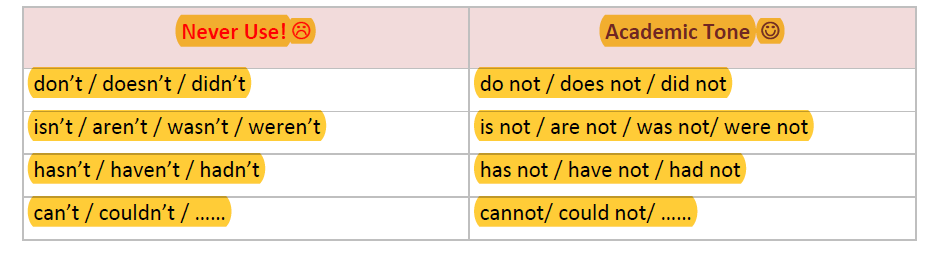 Never Use! ☹ Academic Tone ☺
don’t / doesn’t / didn’t do not / does not / did not
isn’t / aren’t / wasn’t / weren’t is not / are not / was not/ were not
hasn’t / haven’t / hadn’t has not / have not / had not
can’t / couldn’t / …… cannot/ could not/ ……